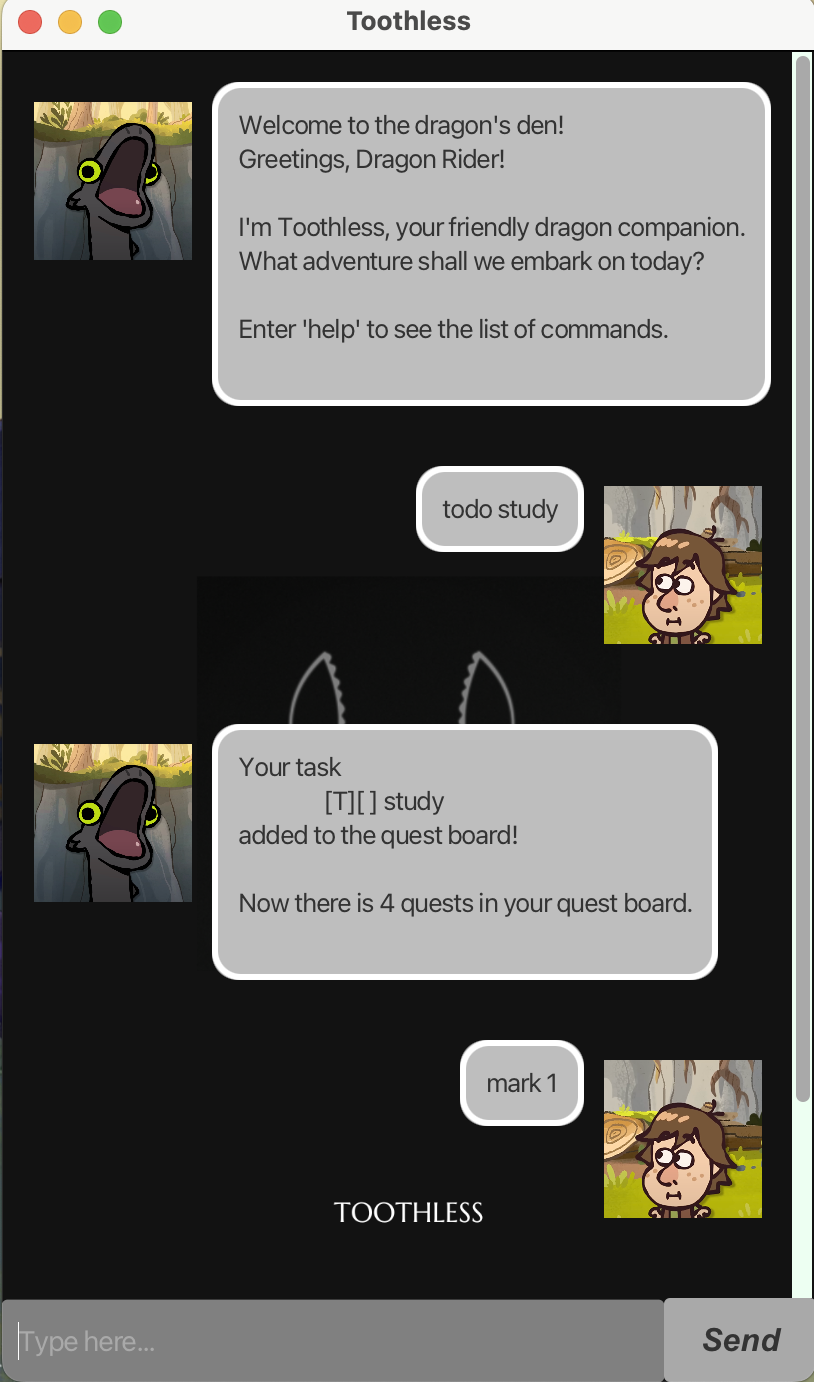 Toothless
Welcome to the dragon's den!
Greetings, Dragon Rider!
I'm Toothless, your friendly dragon companion.
What adventure shall we embark on today?
Enter 'help' to see the list of commands.
todo study
Your task
[T][ ] study
added to the quest board!
Now there is 4 quests in your quest board.
mark 1
TOOTHLESS
Type here...
Send